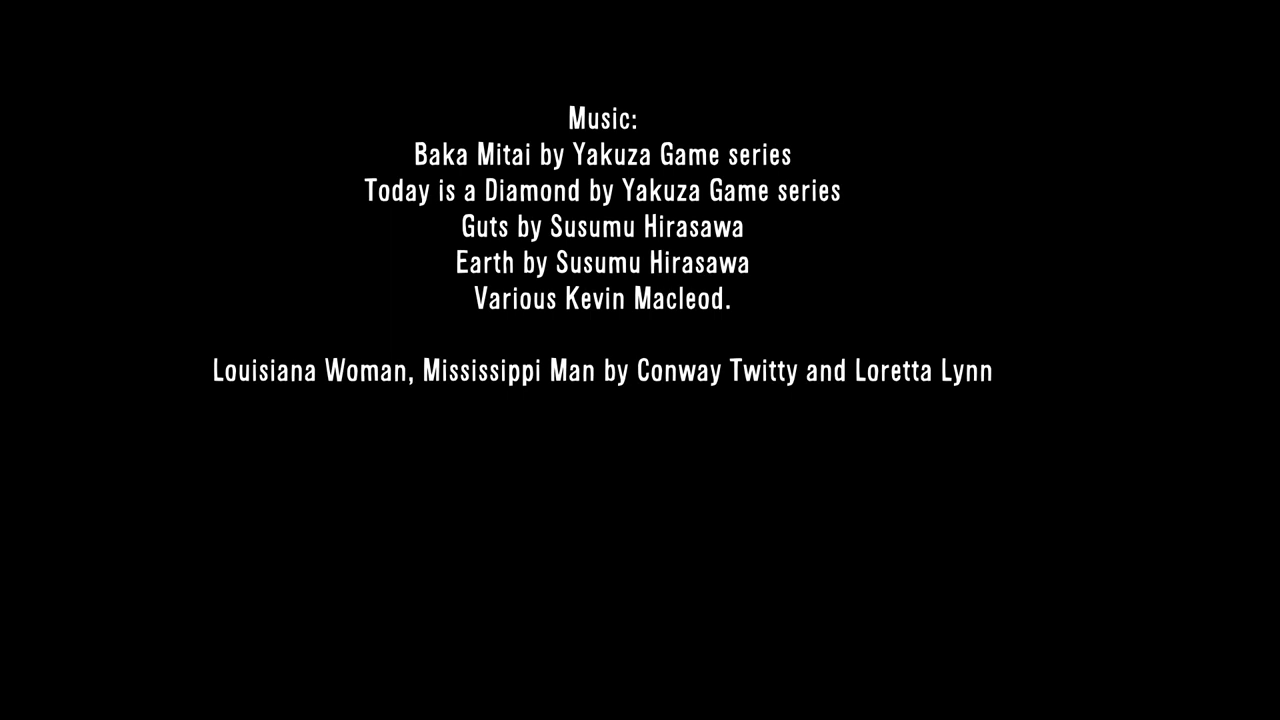 Music:
Baka Mitai by Yakuza Game series
Today is a Diamond by Yakuza Game series
Guts by Susumu Hirasawa
Earth by Susumu Hirasawa
Various Kevin Macleod.
Louisiana Woman, Mississippi Man by Conway Twitty and Loretta Lynn